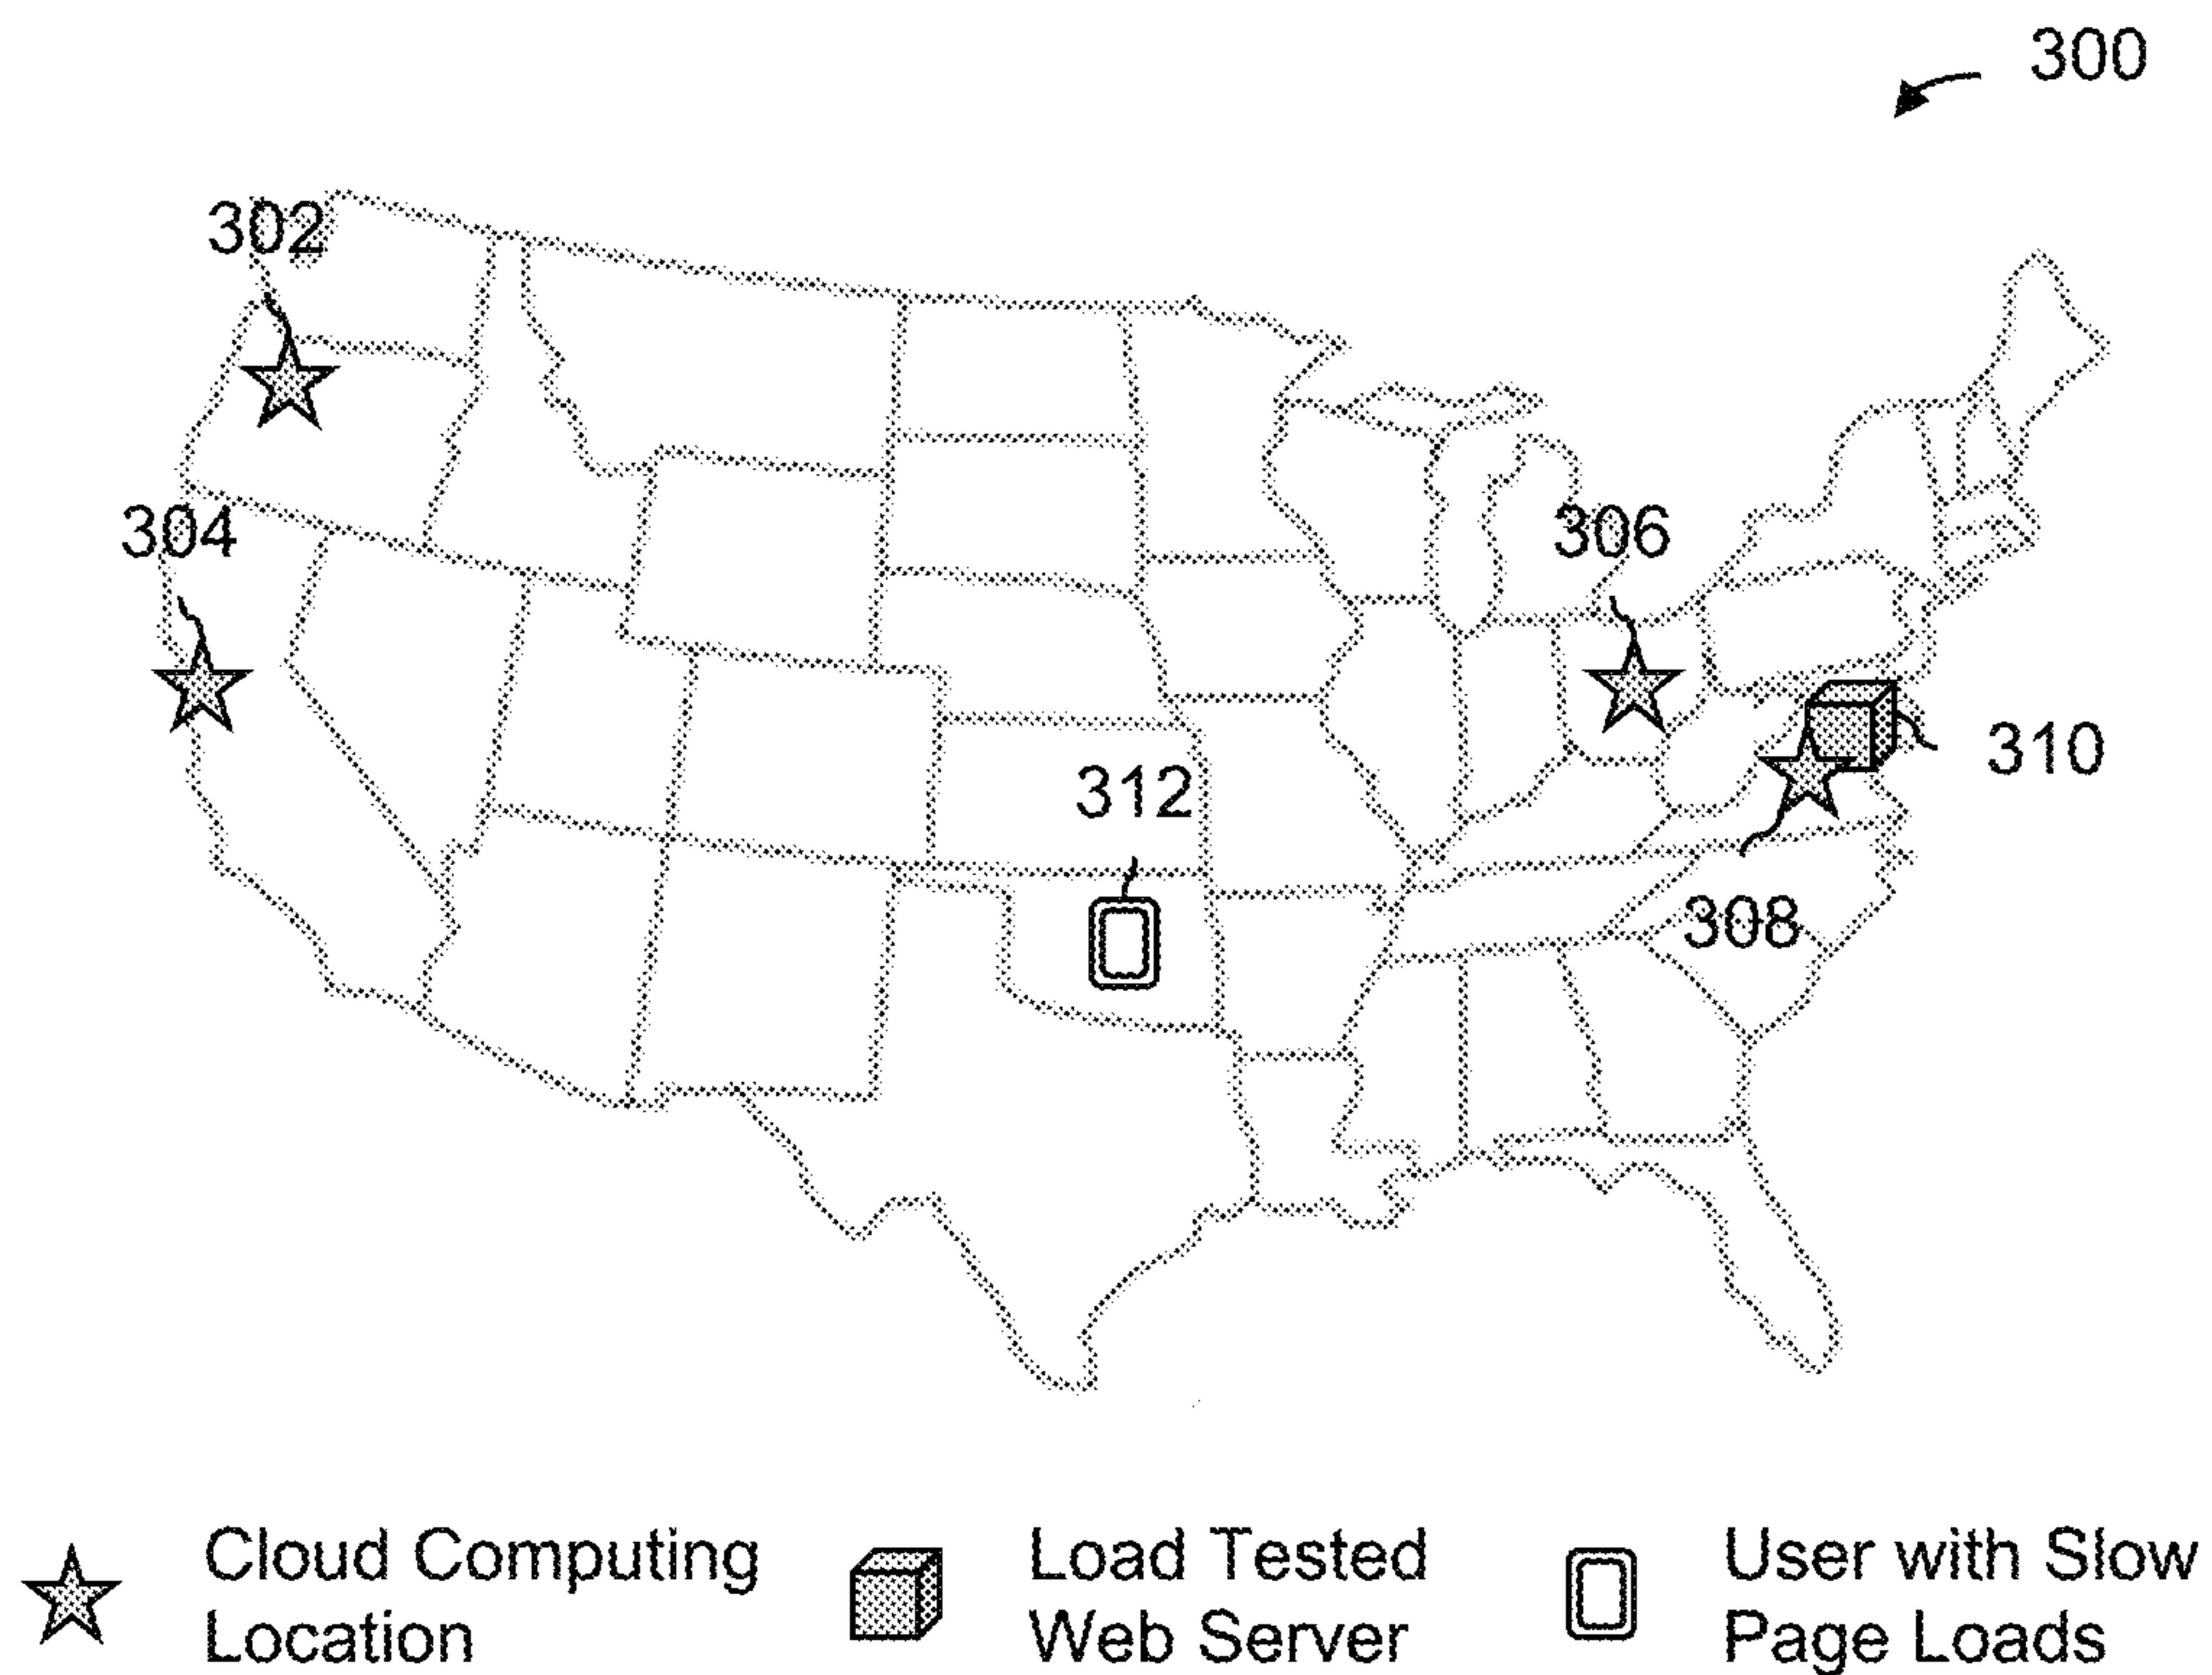 300
302
304
306
310
312
308
Cloud Computing
Location
Load Tested
Web Server
User with Slow
Page Loads